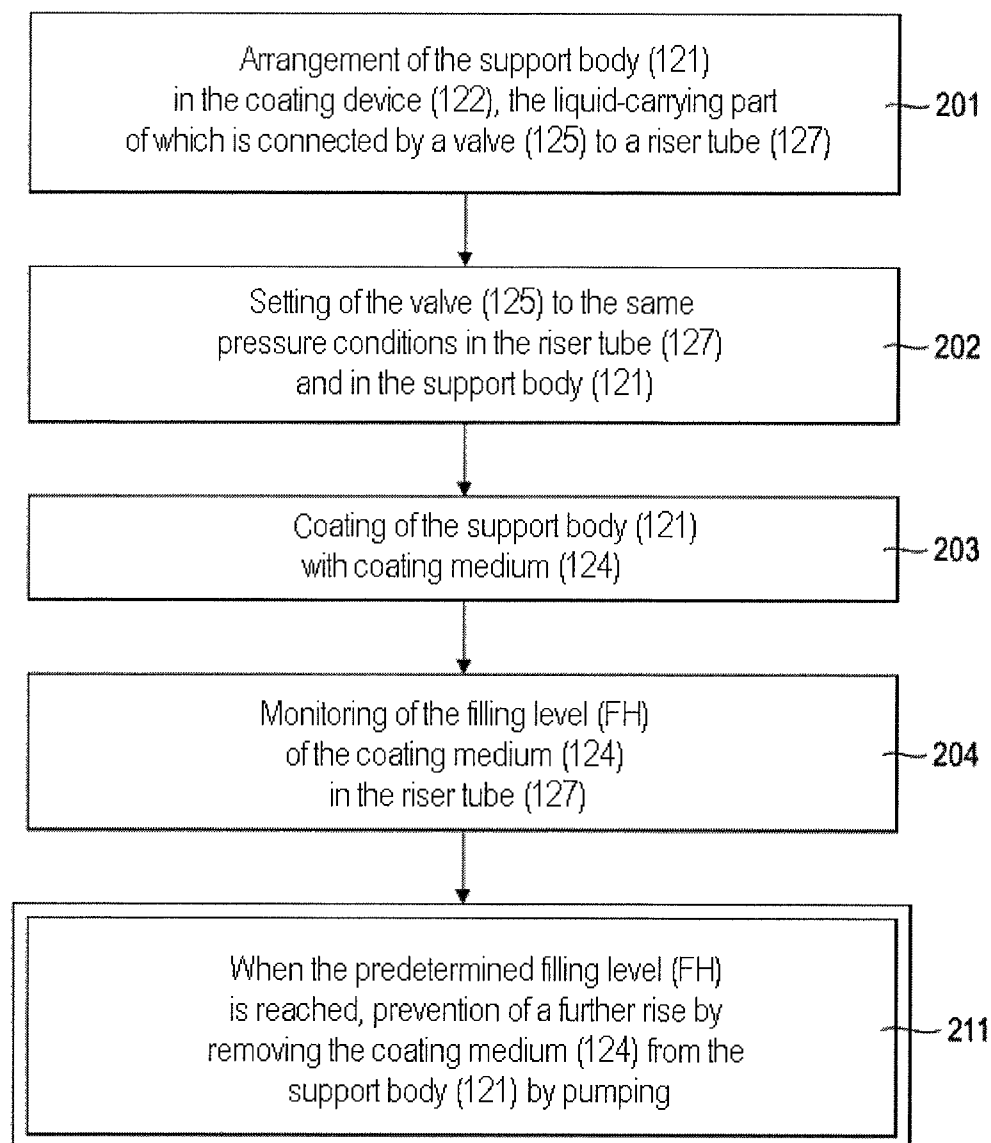 Arrangement of the support body (121)
in the coating device (122), the liquid-carrying part
of which is connected by a valve (125) to a riser tube (127)
201
Setting of the valve (125) to the same
pressure conditions in the riser tube (127)
and in the support body (121)
202
Coating of the support body (121)
with coating medium (124)
203
Monitoring of the filling level (FH)
of the coating medium (124)
in the riser tube (127)
204
When the predetermined filling level (FH)
is reached, prevention of a further rise by
removing the coating medium (124) from the
support body (121) by pumping
211